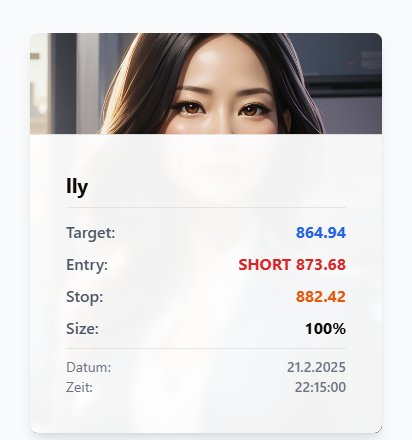 lly
Target: 864.94
Entry: SHORT 873.68
Stop: 882.42
Size: 100%
Datum: 21.2.2025
Zeit: 22:15:00